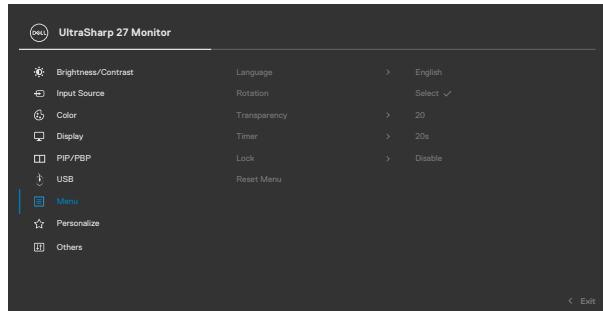 DELL UltraSharp 27 Monitor
Brightness/Contrast Language > English
Input Source Rotation Select ✓
Color Transparency > 20
Display Timer > 20s
PIP/PBP Lock > Disable
USB Reset Menu
Menu
Personalize
Others
< Exit